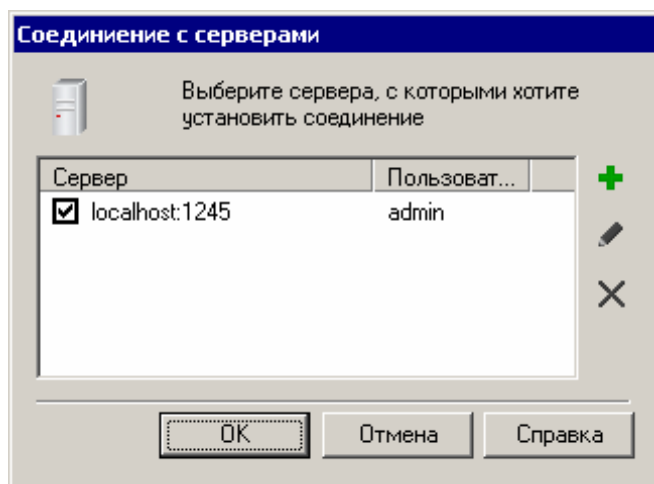 Соединиение с серверами
Выберите сервера, с которыми хотите
установить соединение
Сервер Пользоват...
localhost:1245 admin
OK Отмена Справка